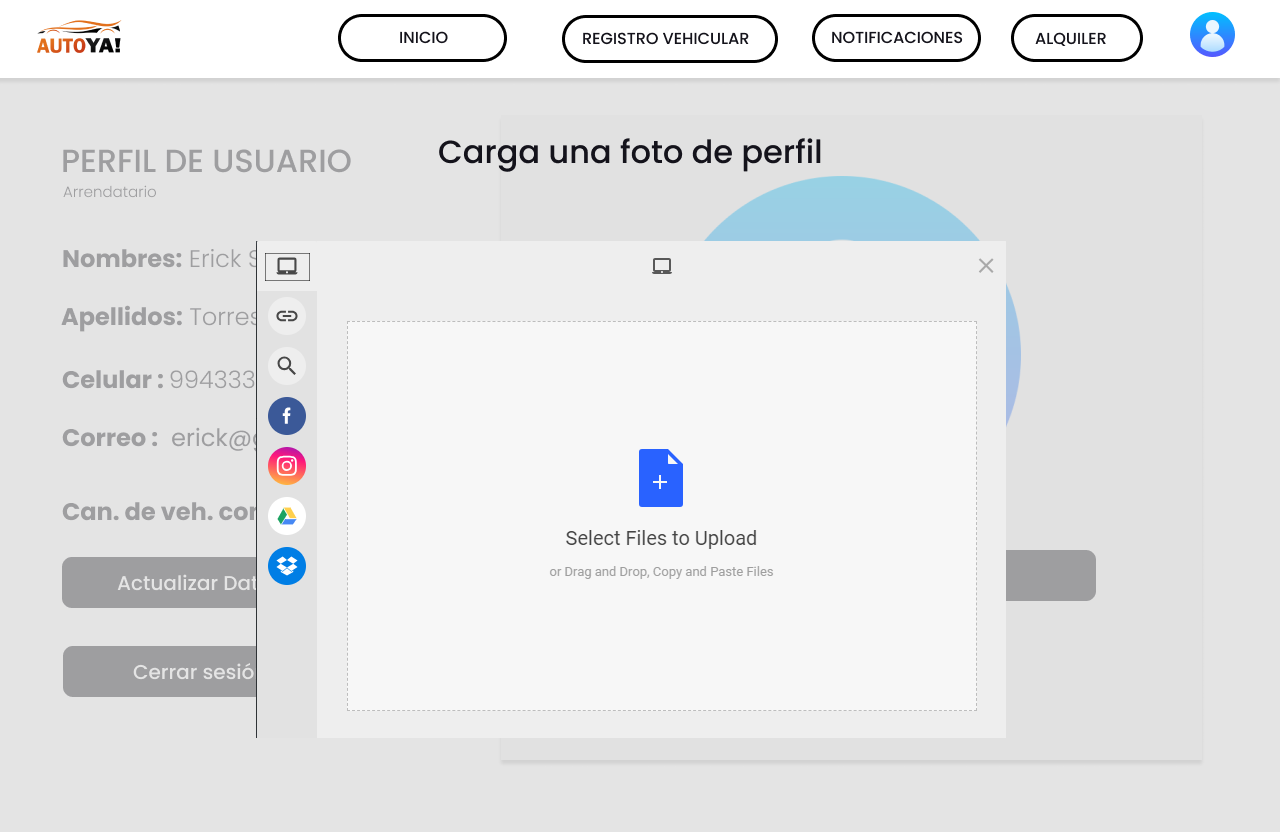 AUTOYA!
INICIO
REGISTRO VEHICULAR
NOTIFICACIONES
ALQUILER
Carga una foto de perfil
PERFIL DE USUARIO
Arrendatario
Nombres: Erick S
Apellidos: Torres
Celular : 994333
Correo : erick@g
Can. de veh. con
Actualizar Dat
Cerrar sesió
Select Files to Upload
or Drag and Drop, Copy and Paste Files